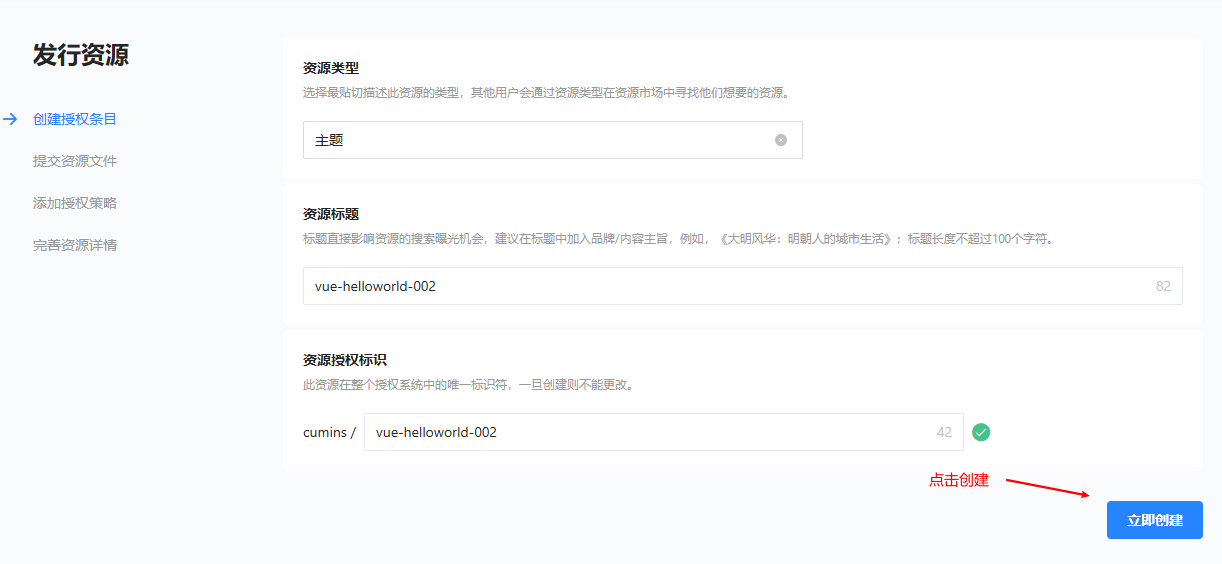 发行资源
创建授权条目
提交资源文件
添加授权策略
完善资源详情
资源类型
选择最贴切描述此资源的类型，其他用户会通过资源类型在资源市场中寻找他们想要的资源。
主题
资源标题
标题直接影响资源的搜索曝光机会，建议在标题中加入品牌/内容主旨，例如，《大明风华：明朝人的城市生活》；标题长度不超过100个字符。
vue-helloworld-002 82
资源授权标识
此资源在整个授权系统中的唯一标识符，一旦创建则不能更改。
cumins / vue-helloworld-002 42
点击创建
立即创建